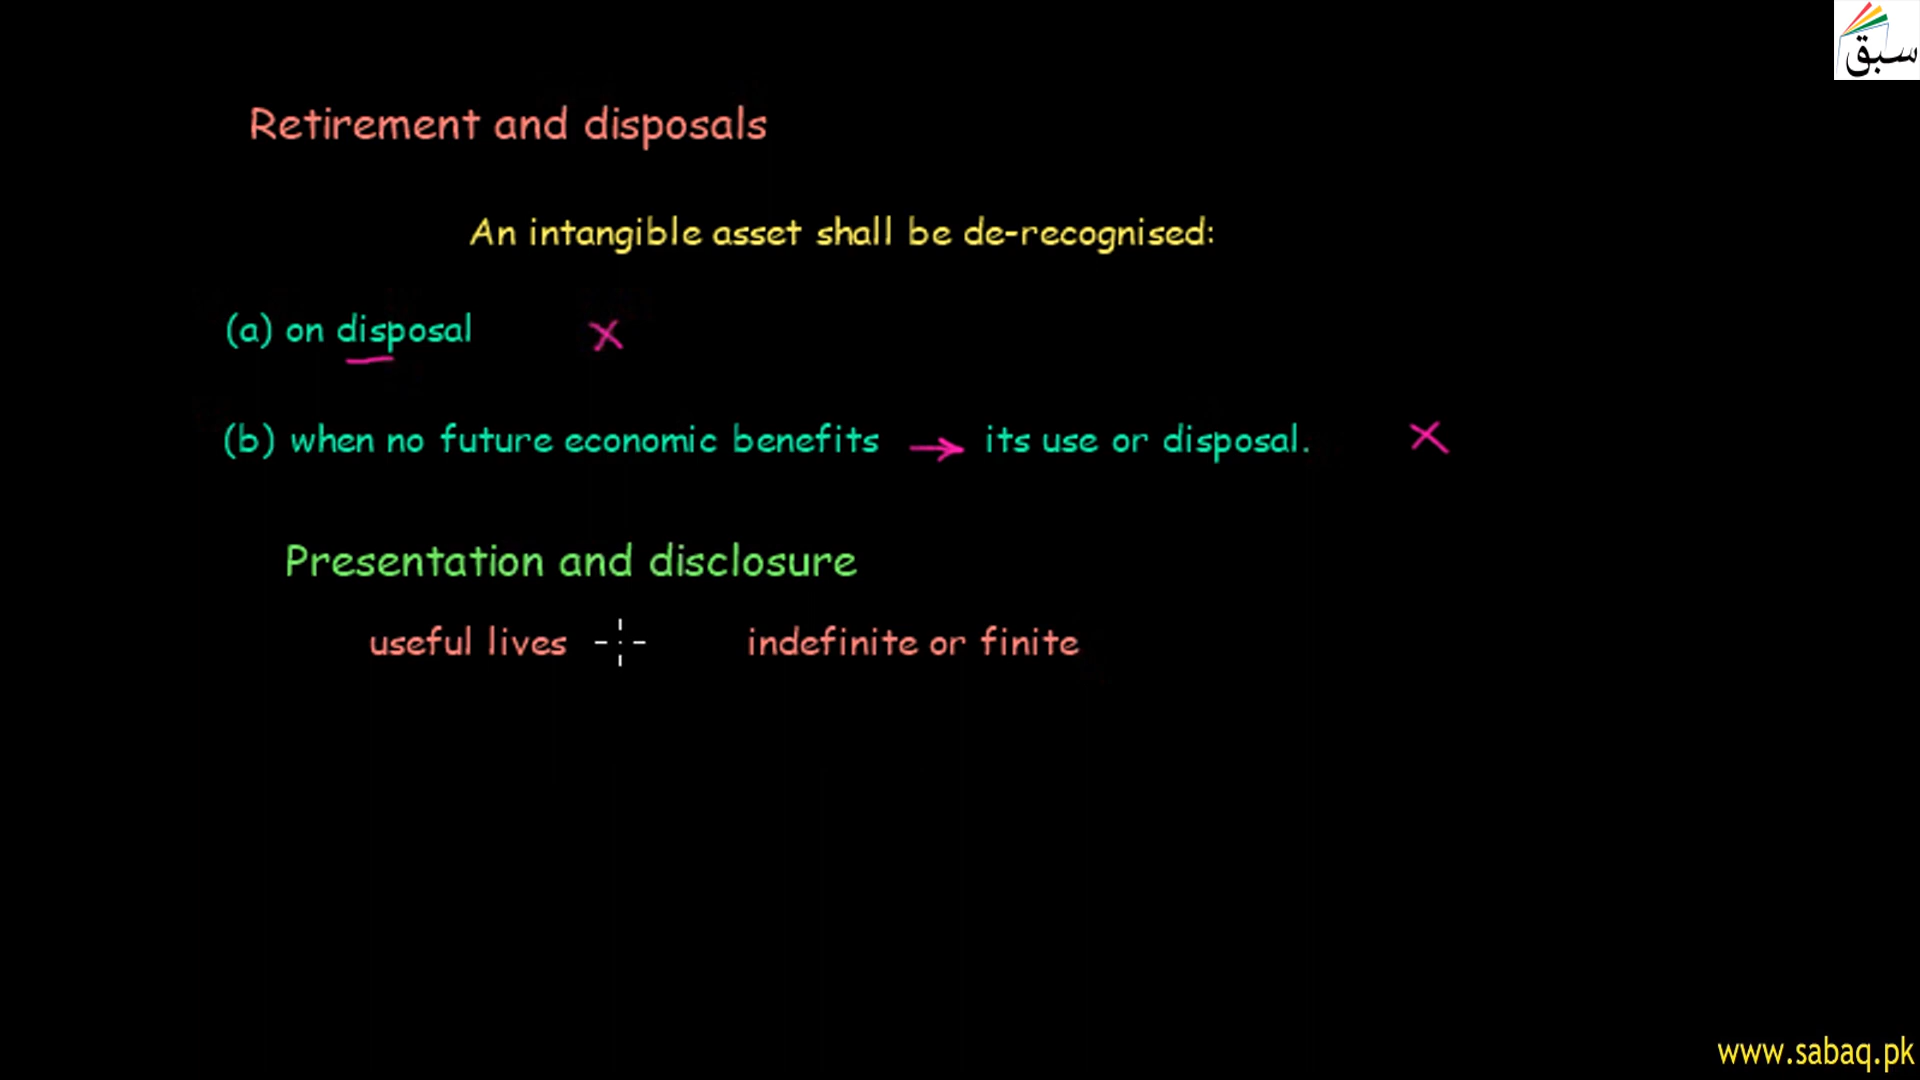 سبق
Retirement and disposals
An intangible asset shall be de-recognised:
(a) on disposal
(b) when no future economic benefits → its use or disposal.
Presentation and disclosure
useful lives indefinite or finite
www.sabaq.pk